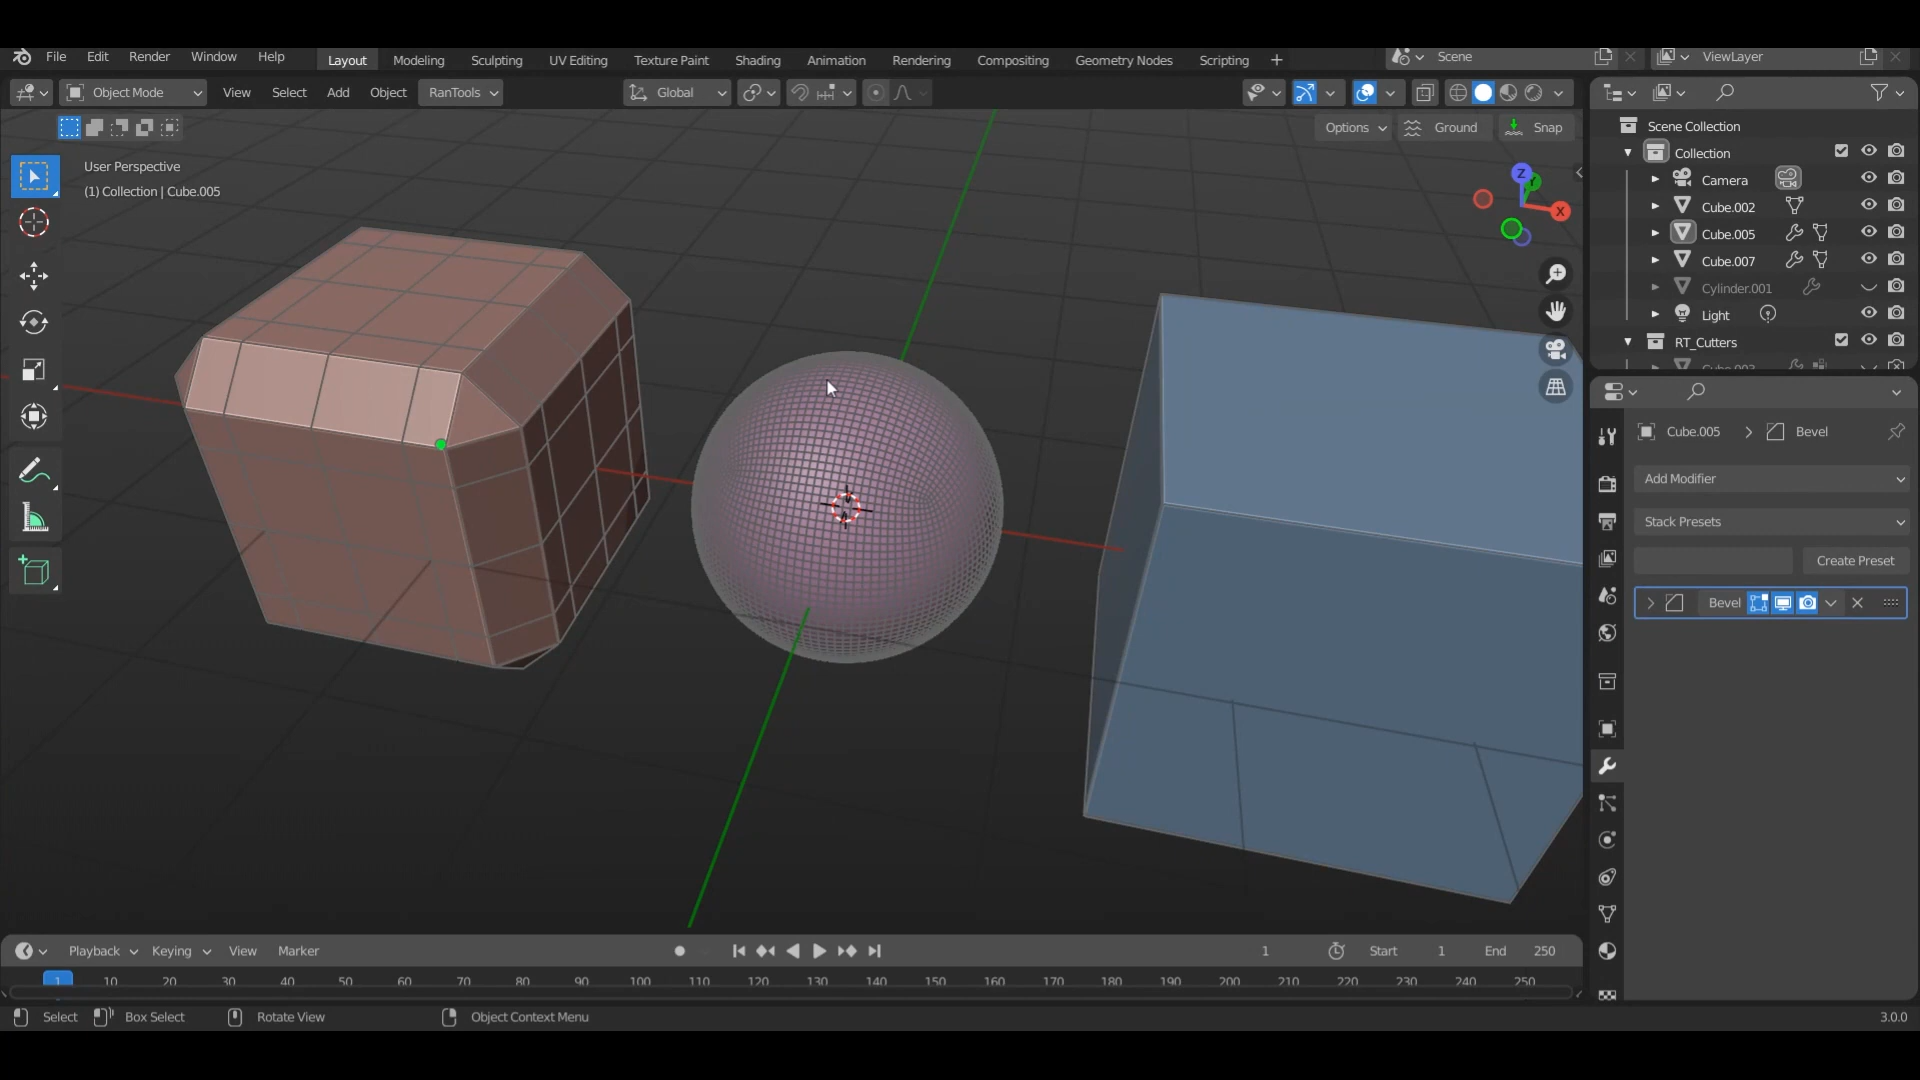 File Edit Render Window Help Layout Modeling Sculpting UV Editing Texture Paint Shading Animation Rendering Compositing Geometry Nodes Scripting + Scene ViewLayer
Object Mode View Select Add Object RanTools Global
Options Ground Snap
User Perspective
(1) Collection | Cube.005
Z
Y
X
Scene Collection
Collection
Camera
Cube.002
Cube.005
Cube.007
Cylinder.001
Light
RT_Cutters
Cube.003
Cube.005 > Bevel
Add Modifier
Stack Presets
Create Preset
Bevel
Playback Keying View Marker 1 Start 1 End 250
1 10 20 30 40 50 60 70 80 90 100 110 120 130 140 150 160 170 180 190 200 210 220 230 240 250
Select Box Select Rotate View Object Context Menu 3.0.0